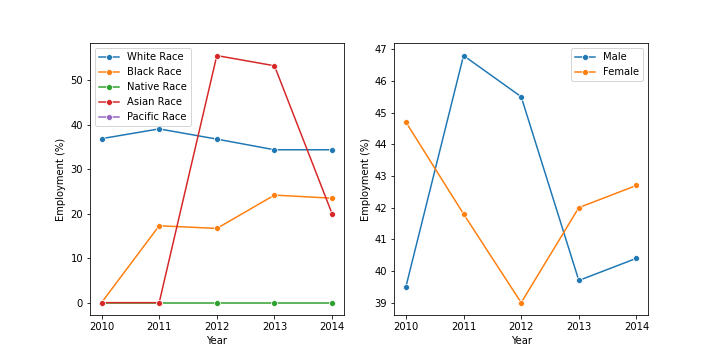 White Race
Black Race
Native Race
Asian Race
Pacific Race
50
40
30
20
10
0
Employment (%)
2010 2011 2012 2013 2014
Year
Male
Female
47
46
45
44
43
42
41
40
39
Employment (%)
2010 2011 2012 2013 2014
Year